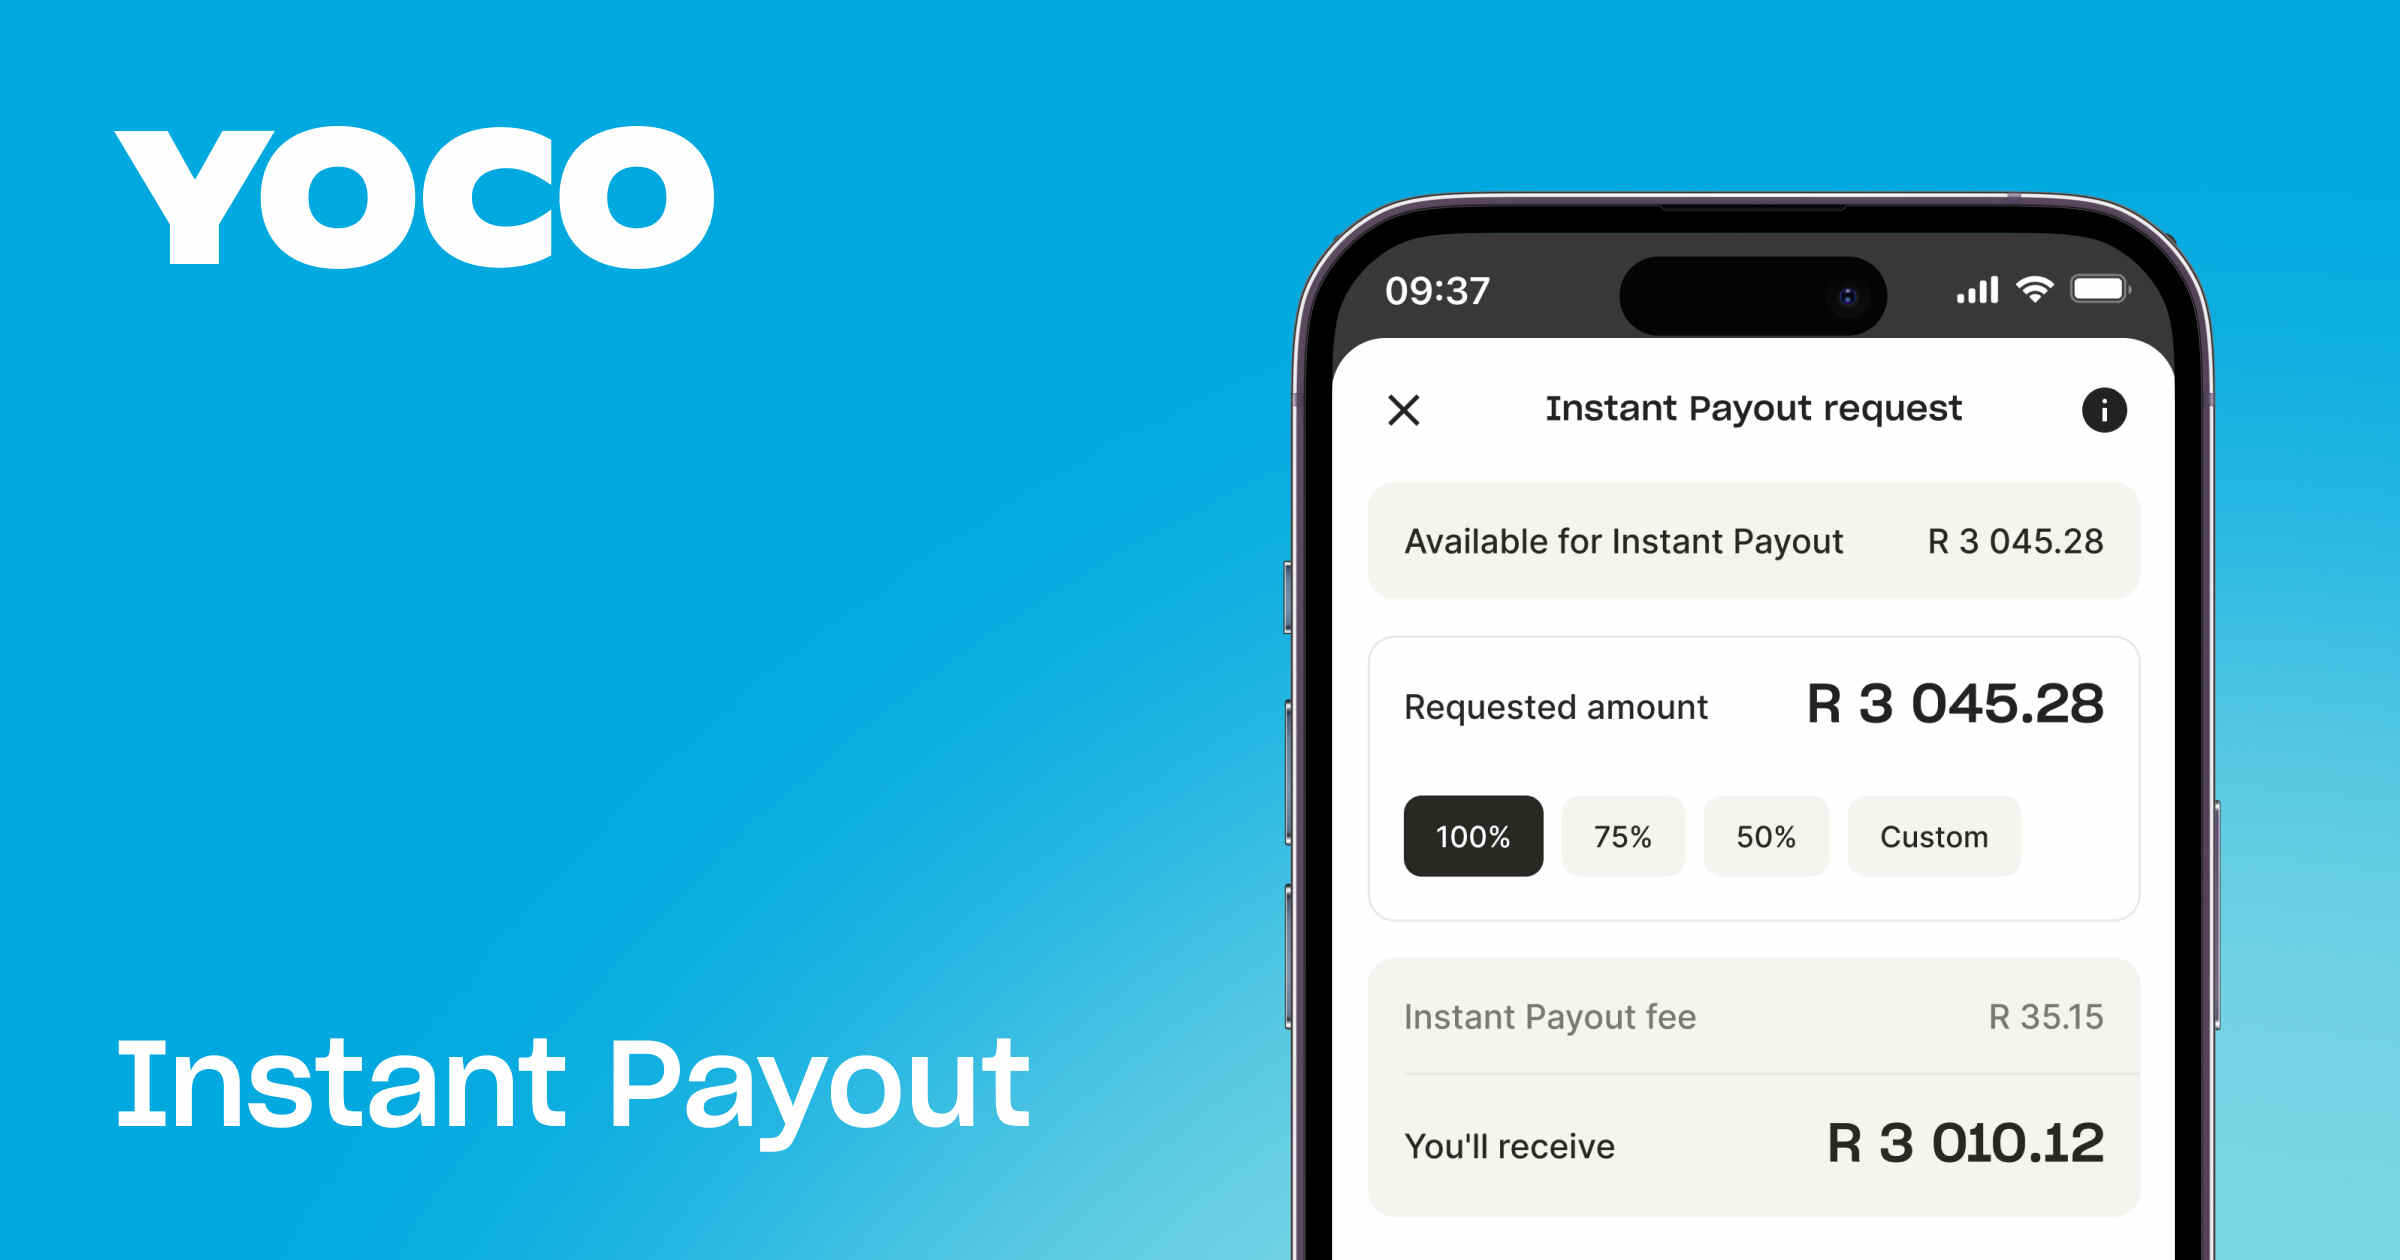 YOCO
Instant Payout
09:37
Instant Payout request
Available for Instant Payout R 3 045.28
Requested amount R 3 045.28
100% 75% 50% Custom
Instant Payout fee R 35.15
You'll receive R 3 010.12